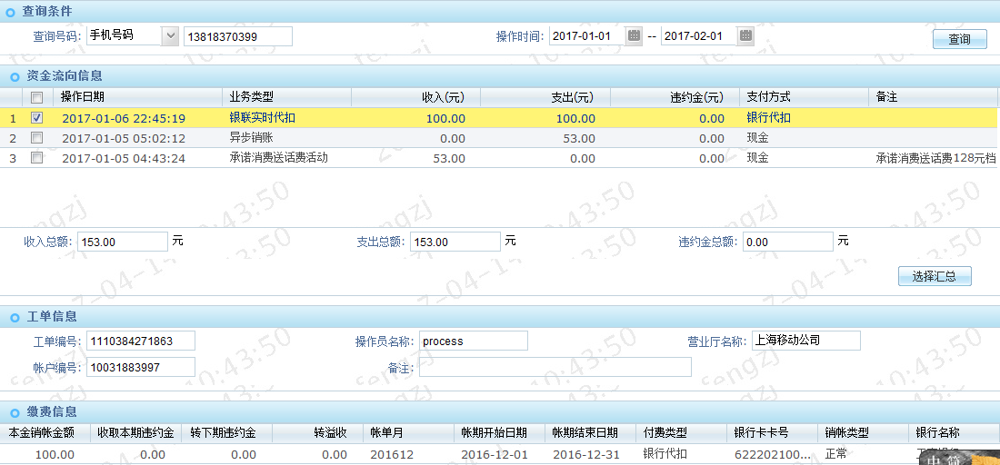 查询条件
查询号码: 手机号码 13818370399 操作时间: 2017-01-01 -- 2017-02-01 查询
资金流向信息
操作日期 业务类型 收入(元) 支出(元) 违约金(元) 支付方式 备注
1 2017-01-06 22:45:19 银联实时代扣 100.00 100.00 0.00 银行代扣
2 2017-01-05 05:02:12 异步销账 0.00 53.00 0.00 现金
3 2017-01-05 04:43:24 承诺消费送话费活动 53.00 0.00 0.00 现金 承诺消费送话费128元档
收入总额: 153.00 元 支出总额: 153.00 元 违约金总额: 0.00 元
选择汇总
工单信息
工单编号: 1110384271863 操作员名称: process 营业厅名称: 上海移动公司
帐户编号: 10031883997 备注:
缴费信息
本金销帐金额 收取本期违约金 转下期违约金 转溢收 帐单月 帐期开始日期 帐期结束日期 付费类型 银行卡卡号 销帐类型 银行名称
100.00 0.00 0.00 0.00 201612 2016-12-01 2016-12-31 银行代扣 622202100... 正常
中 简
fengzj
10:43:50